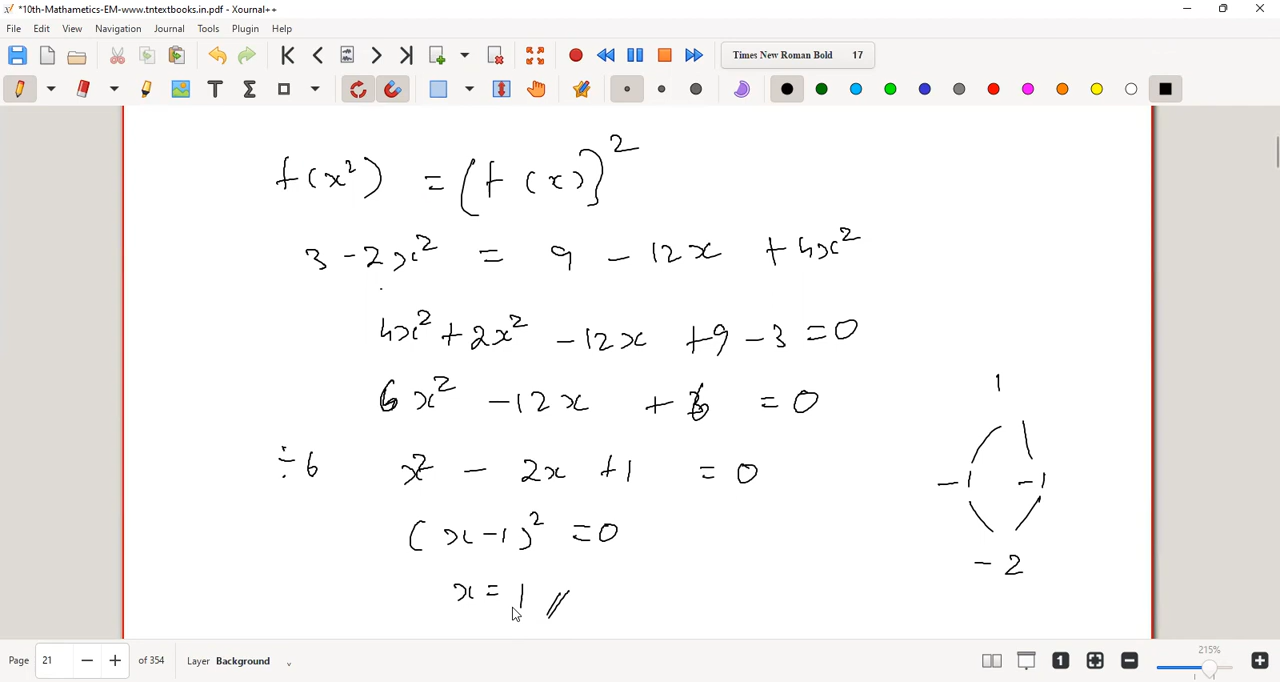 *10th-Mathametics-EM-www.tntextbooks.in.pdf - Xournal++
File Edit View Navigation Journal Tools Plugin Help
Times New Roman Bold 17
f(x²) = (f(x))²
3 - 2x² = 9 - 12x + 4x²
4x² + 2x² - 12x + 9 - 3 = 0
6x² - 12x + 6 = 0
÷6 x² - 2x + 1 = 0
(x-1)² = 0
x = 1 //
1
-1 -1
-2
Page 21 of 354 Layer Background 1 215%